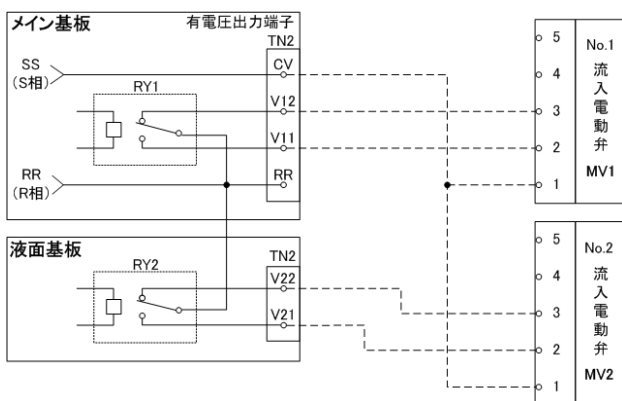 メイン基板
有電圧出力端子
TN2
SS
(S相)
CV
RY1
V12
V11
RR
(R相)
RR
5
4
3
2
1
No.1
流入電動弁
MV1
液面基板
TN2
RY2
V22
V21
5
4
3
2
1
No.2
流入電動弁
MV2